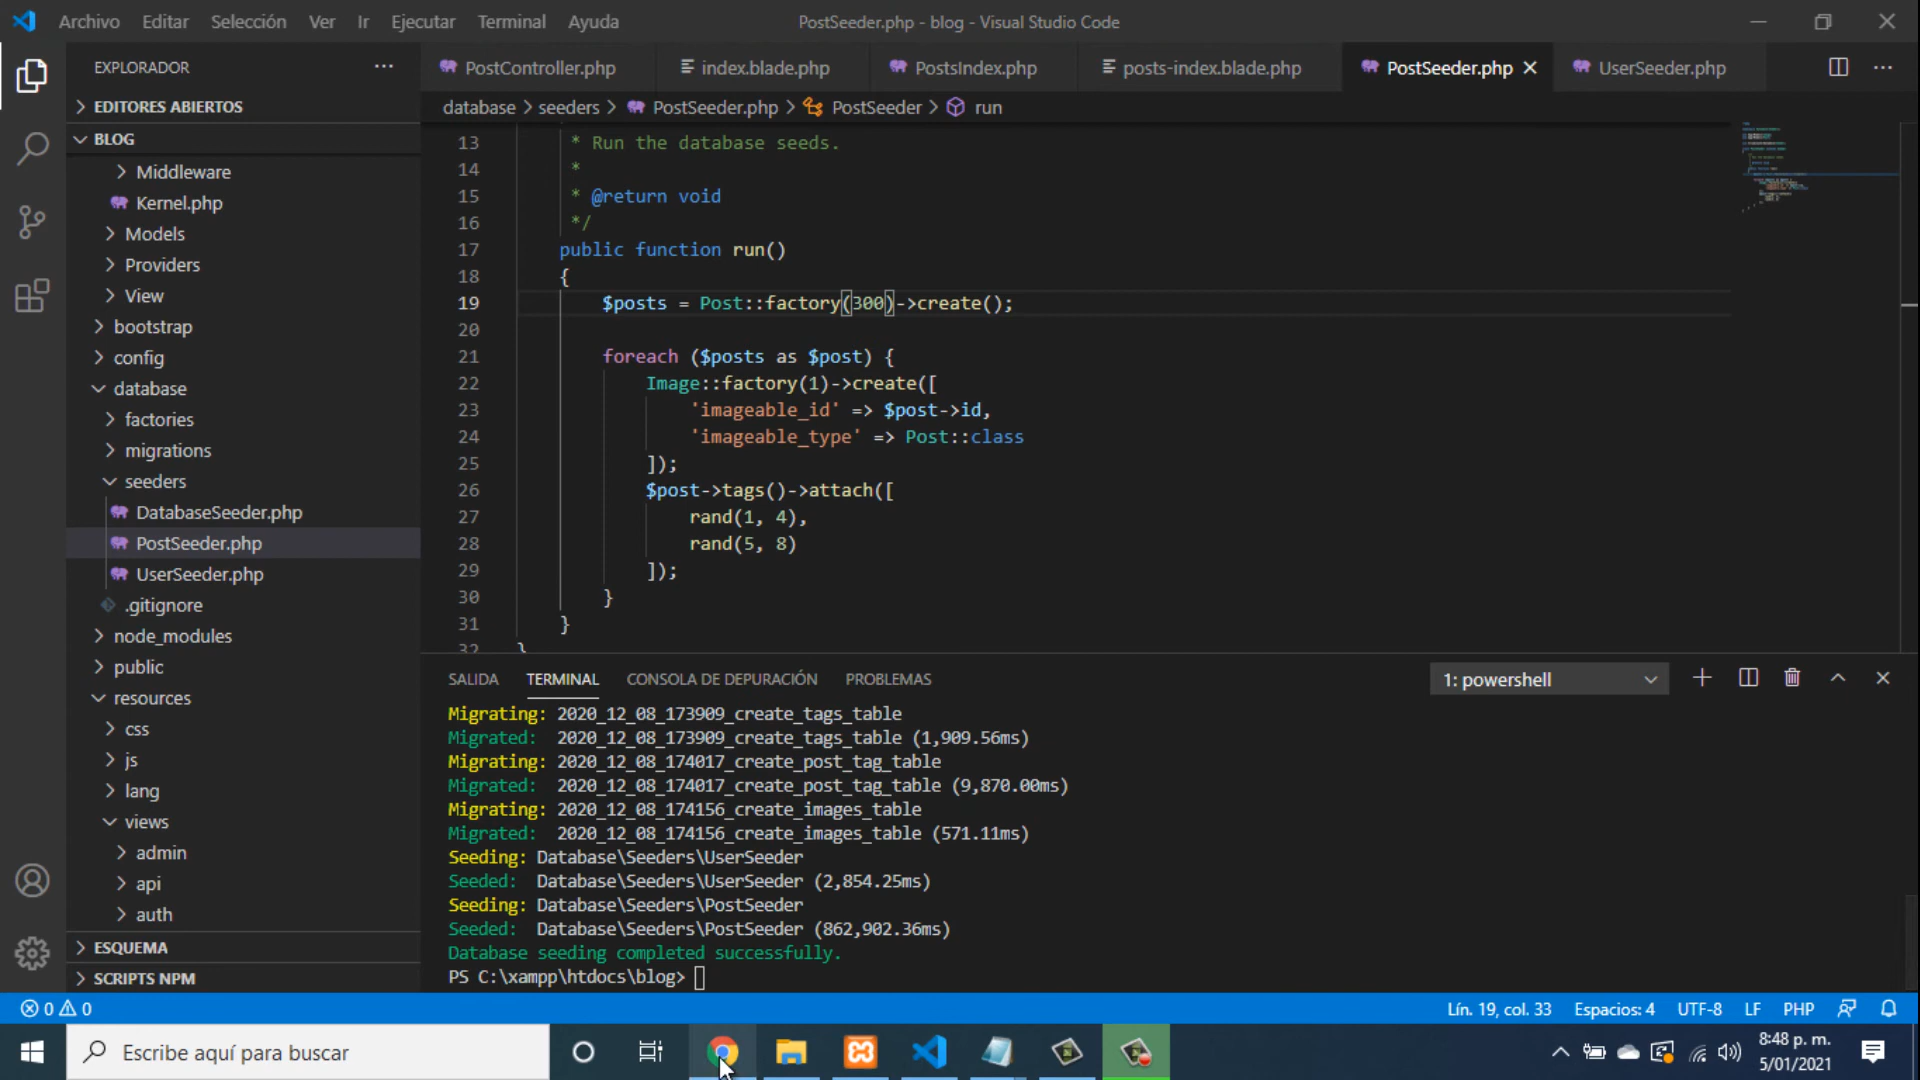 Archivo Editar Selección Ver Ir Ejecutar Terminal Ayuda PostSeeder.php - blog - Visual Studio Code
EXPLORADOR
PostController.php index.blade.php PostsIndex.php posts-index.blade.php PostSeeder.php UserSeeder.php
EDITORES ABIERTOS
database > seeders > PostSeeder.php > PostSeeder > run
BLOG
Middleware
Kernel.php
Models
Providers
View
bootstrap
config
database
factories
migrations
seeders
DatabaseSeeder.php
PostSeeder.php
UserSeeder.php
.gitignore
node_modules
public
resources
css
js
lang
views
admin
api
auth
ESQUEMA
SCRIPTS NPM
13 * Run the database seeds.
14 *
15 * @return void
16 */
17 public function run()
18 {
19 $posts = Post::factory(300)->create();
20
21 foreach ($posts as $post) {
22 Image::factory(1)->create([
23 'imageable_id' => $post->id,
24 'imageable_type' => Post::class
25 ]);
26 $post->tags()->attach([
27 rand(1, 4),
28 rand(5, 8)
29 ]);
30 }
31 }
32 }
SALIDA TERMINAL CONSOLA DE DEPURACIÓN PROBLEMAS 1: powershell
Migrating: 2020_12_08_173909_create_tags_table
Migrated: 2020_12_08_173909_create_tags_table (1,909.56ms)
Migrating: 2020_12_08_174017_create_post_tag_table
Migrated: 2020_12_08_174017_create_post_tag_table (9,870.00ms)
Migrating: 2020_12_08_174156_create_images_table
Migrated: 2020_12_08_174156_create_images_table (571.11ms)
Seeding: Database\Seeders\UserSeeder
Seeded: Database\Seeders\UserSeeder (2,854.25ms)
Seeding: Database\Seeders\PostSeeder
Seeded: Database\Seeders\PostSeeder (862,902.36ms)
Database seeding completed successfully.
PS C:\xampp\htdocs\blog>
0 0 Lín. 19, col. 33 Espacios: 4 UTF-8 LF PHP
Escribe aquí para buscar
8:48 p. m.
5/01/2021